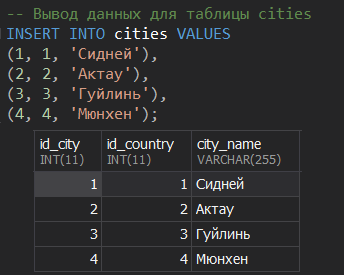 -- Вывод данных для таблицы cities
INSERT INTO cities VALUES
(1, 1, 'Сидней'),
(2, 2, 'Актау'),
(3, 3, 'Гуйлинь'),
(4, 4, 'Мюнхен');
id_city id_country city_name
INT(11) INT(11) VARCHAR(255)
1 1 Сидней
2 2 Актау
3 3 Гуйлинь
4 4 Мюнхен